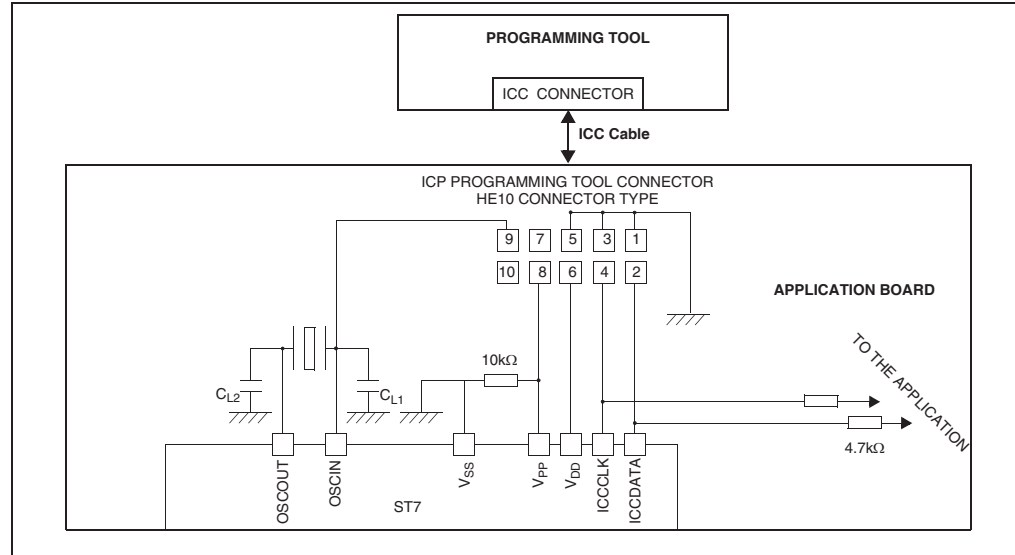 PROGRAMMING TOOL
ICC CONNECTOR
ICC Cable
ICP PROGRAMMING TOOL CONNECTOR
HE10 CONNECTOR TYPE
9 7 5 3 1
10 8 6 4 2
APPLICATION BOARD
TO THE APPLICATION
10kΩ
CL2
CL1
4.7kΩ
OSCOUT
OSCIN
VSS
VPP
VDD
ICCCLK
ICCDATA
ST7